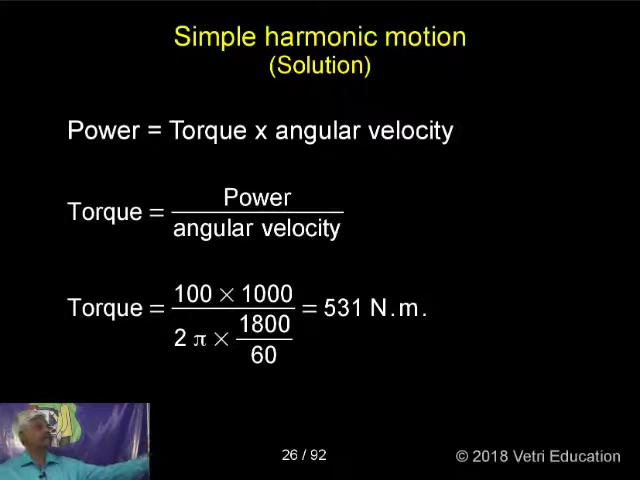 Simple harmonic motion
(Solution)
Power = Torque x angular velocity
Torque = Power / angular velocity
Torque = 100 × 1000 / 2 π × 1800 / 60 = 531 N.m.
26 / 92
© 2018 Vetri Education